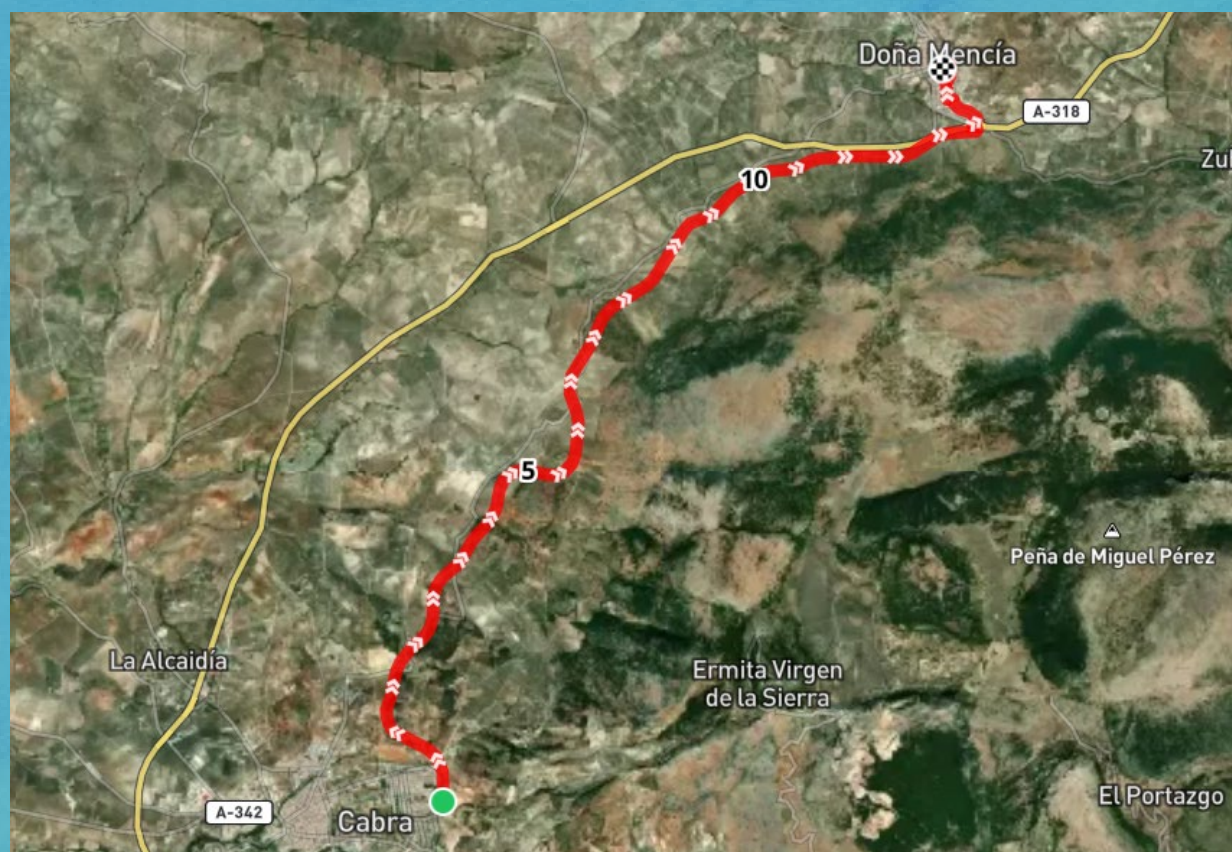 Doña Mencía
A-318
Zul
10
5
Peña de Miguel Pérez
La Alcaidía
Ermita Virgen
de la Sierra
A-342
Cabra
El Portazgo